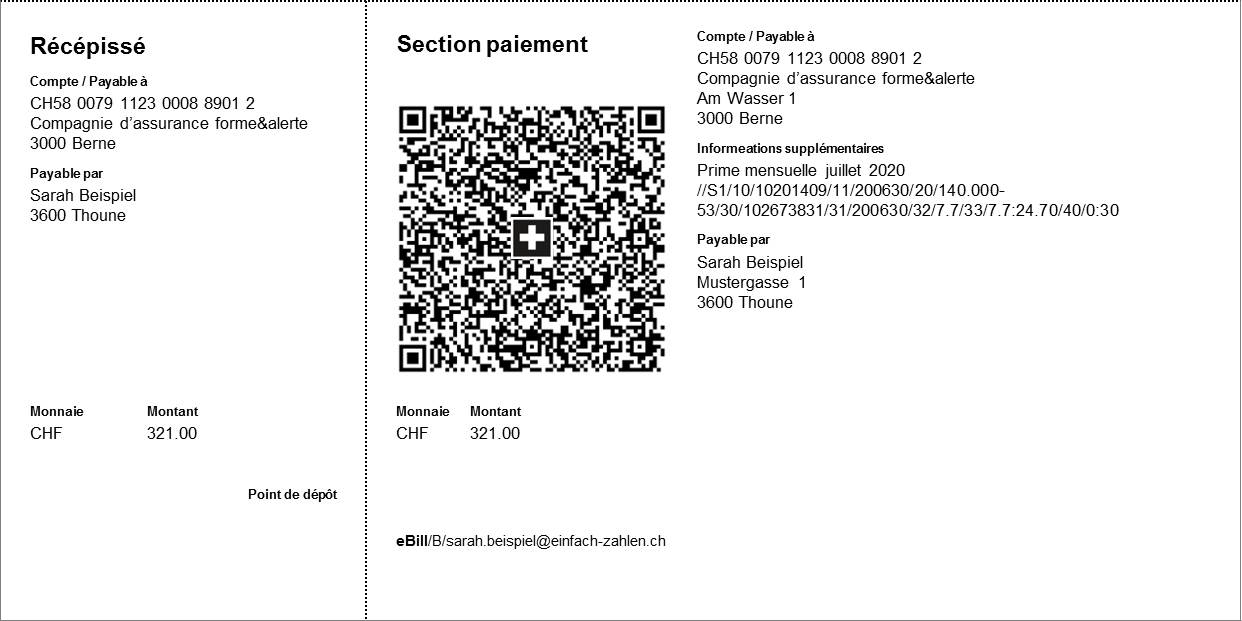 Récépissé
Compte / Payable à
CH58 0079 1123 0008 8901 2
Compagnie d’assurance forme&alerte
3000 Berne
Payable par
Sarah Beispiel
3600 Thoune
Monnaie Montant
CHF 321.00
Point de dépôt
Section paiement
Monnaie Montant
CHF 321.00
eBill/B/sarah.beispiel@einfach-zahlen.ch
Compte / Payable à
CH58 0079 1123 0008 8901 2
Compagnie d’assurance forme&alerte
Am Wasser 1
3000 Berne
Informeations supplémentaires
Prime mensuelle juillet 2020
//S1/10/10201409/11/200630/20/140.000-
53/30/102673831/31/200630/32/7.7/33/7.7:24.70/40/0:30
Payable par
Sarah Beispiel
Mustergasse 1
3600 Thoune